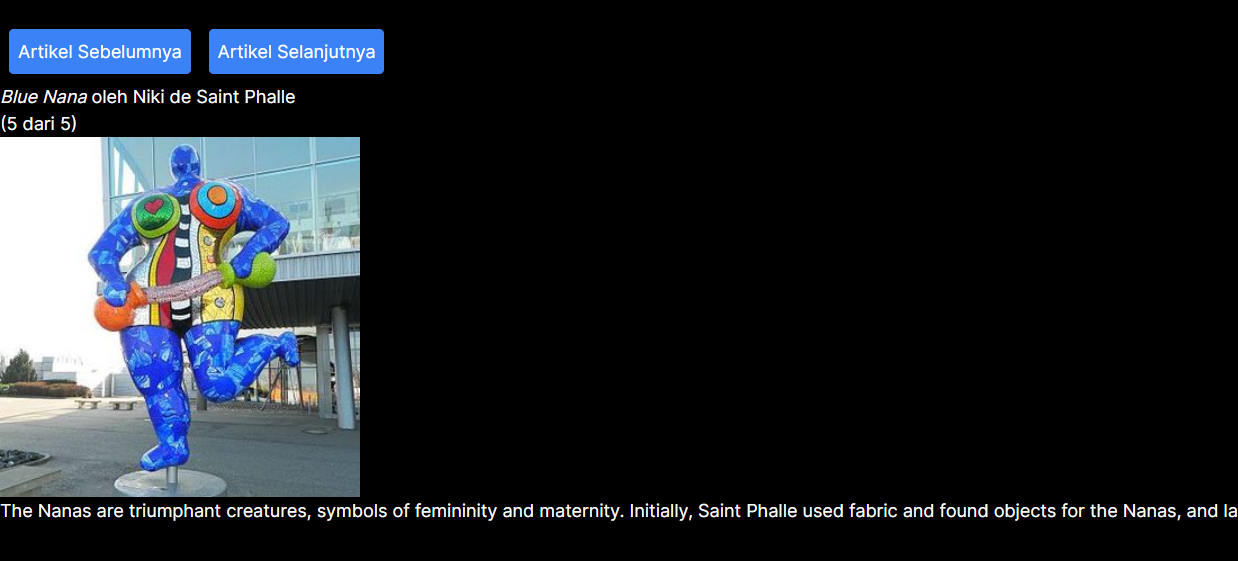 Artikel Sebelumnya Artikel Selanjutnya
Blue Nana oleh Niki de Saint Phalle
(5 dari 5)
The Nanas are triumphant creatures, symbols of femininity and maternity. Initially, Saint Phalle used fabric and found objects for the Nanas, and la